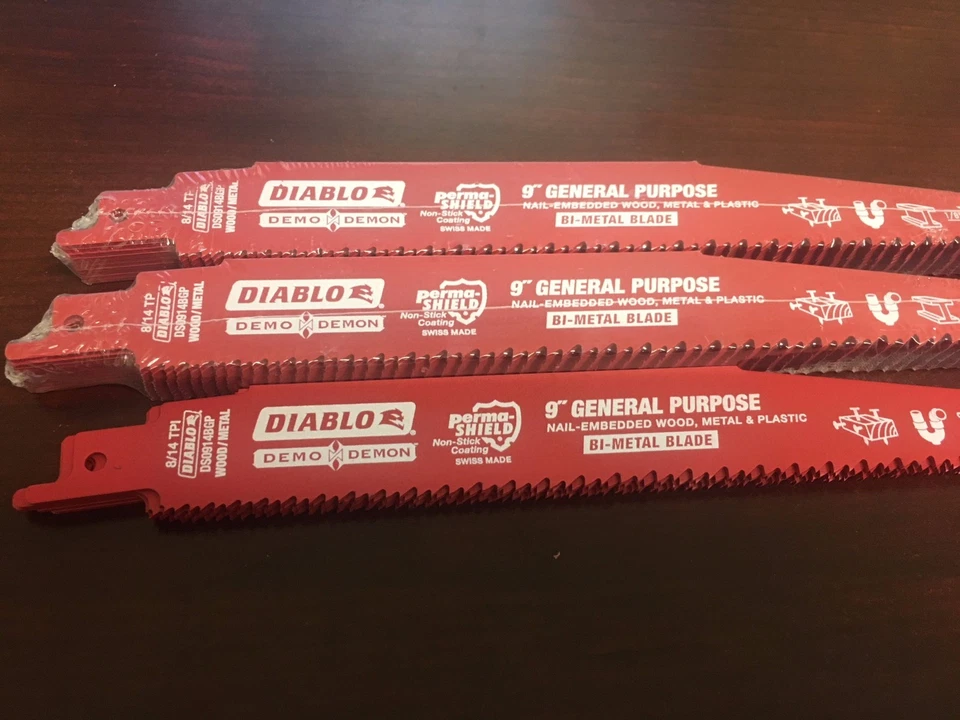 8/14 TP
DIABLO
DS0914BGP
WOOD/METAL
DIABLO
DEMO DEMON
Perma-
SHIELD
Non-Stick
Coating
SWISS MADE
9" GENERAL PURPOSE
NAIL-EMBEDDED WOOD, METAL & PLASTIC
BI-METAL BLADE
8/14 TP
DIABLO
DS0914BGP
WOOD/METAL
DIABLO
DEMO DEMON
Perma-
SHIELD
Non-Stick
Coating
SWISS MADE
9" GENERAL PURPOSE
NAIL-EMBEDDED WOOD, METAL & PLASTIC
BI-METAL BLADE
8/14 TPI
DIABLO
DS0914BGP
WOOD/METAL
DIABLO
DEMO DEMON
Perma-
SHIELD
Non-Stick
Coating
SWISS MADE
9" GENERAL PURPOSE
NAIL-EMBEDDED WOOD, METAL & PLASTIC
BI-METAL BLADE